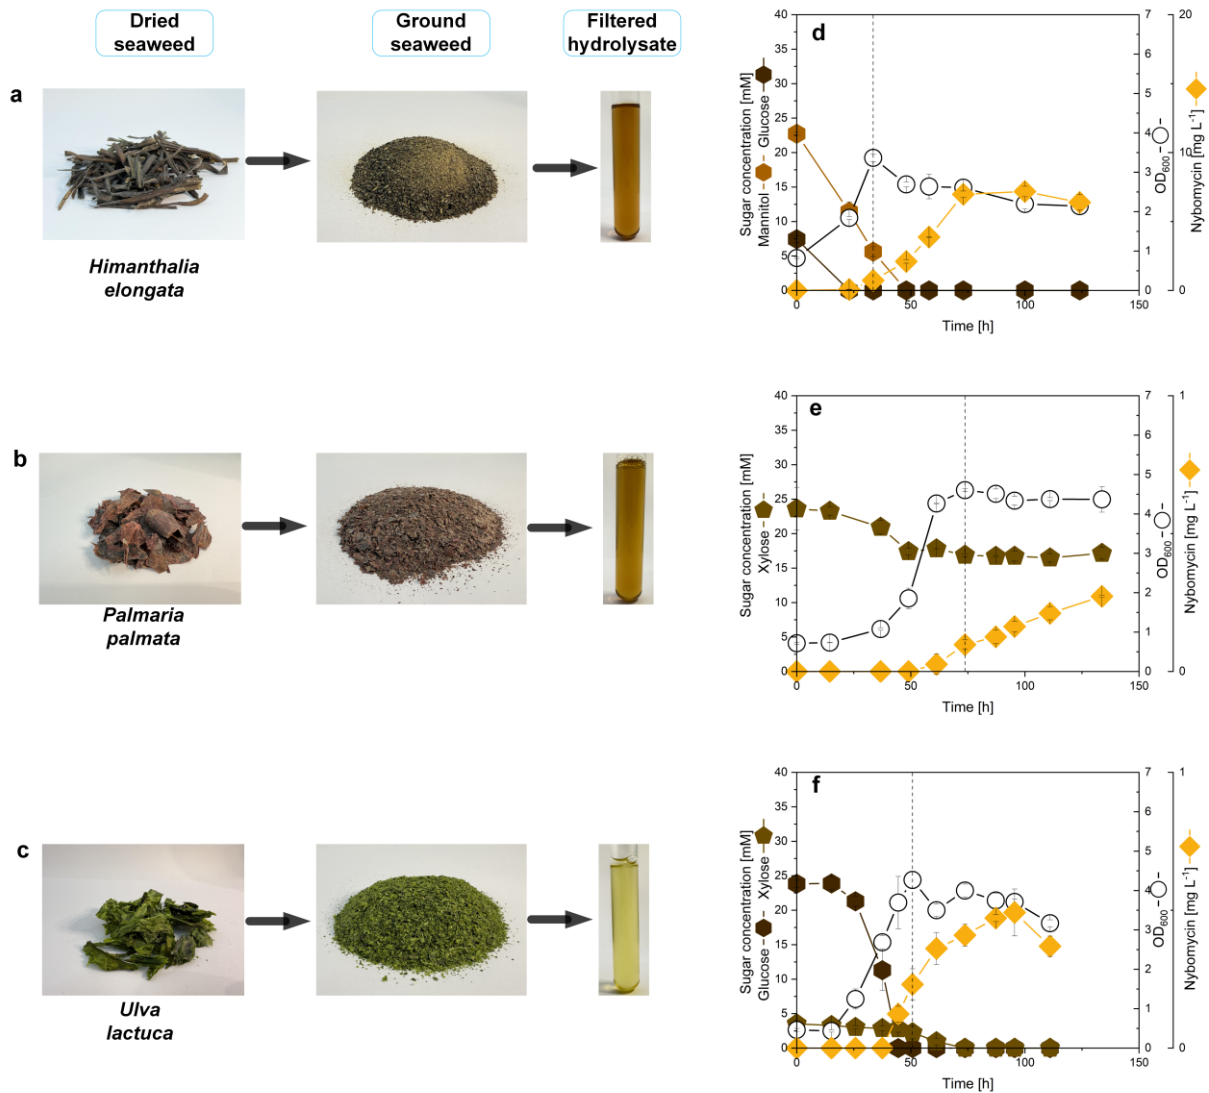 Dried
seaweed
Ground
seaweed
Filtered
hydrolysate
a
Himanthalia
elongata
b
Palmaria
palmata
c
Ulva
lactuca
d
Sugar concentration [mM]
Mannitol
Glucose
40
35
30
25
20
15
10
5
0
0
50
100
150
Time [h]
7
6
5
4
3
2
1
0
OD600
20
10
0
Nybomycin [mg L-1]
e
Sugar concentration [mM]
Xylose
40
35
30
25
20
15
10
5
0
0
50
100
150
Time [h]
7
6
5
4
3
2
1
0
OD600
1
0
Nybomycin [mg L-1]
f
Sugar concentration [mM]
Glucose
Xylose
40
35
30
25
20
15
10
5
0
0
50
100
150
Time [h]
7
6
5
4
3
2
1
0
OD600
1
0
Nybomycin [mg L-1]